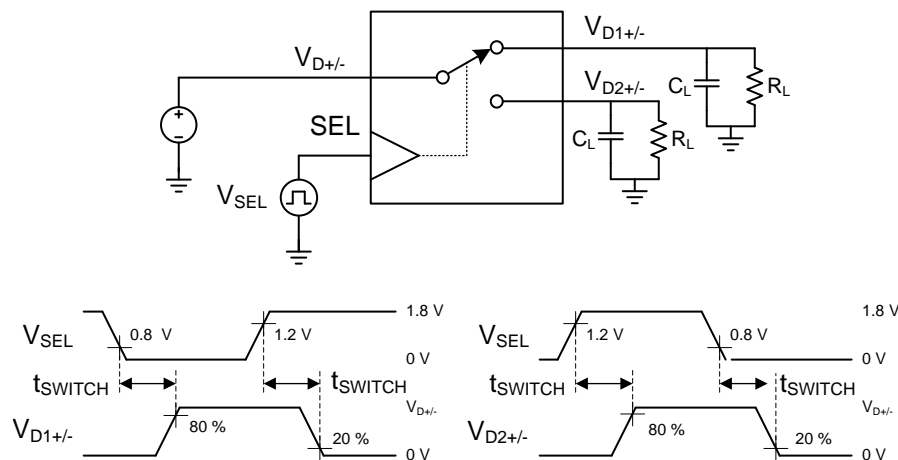 V_D+/-
V_D1+/-
C_L
R_L
V_D2+/-
C_L
R_L
SEL
V_SEL
V_SEL
0.8 V
1.2 V
1.8 V
0 V
t_SWITCH
t_SWITCH
V_D1+/-
80 %
20 %
V_D+/-
0 V
V_SEL
1.2 V
0.8 V
1.8 V
0 V
t_SWITCH
t_SWITCH
V_D2+/-
80 %
20 %
V_D+/-
0 V